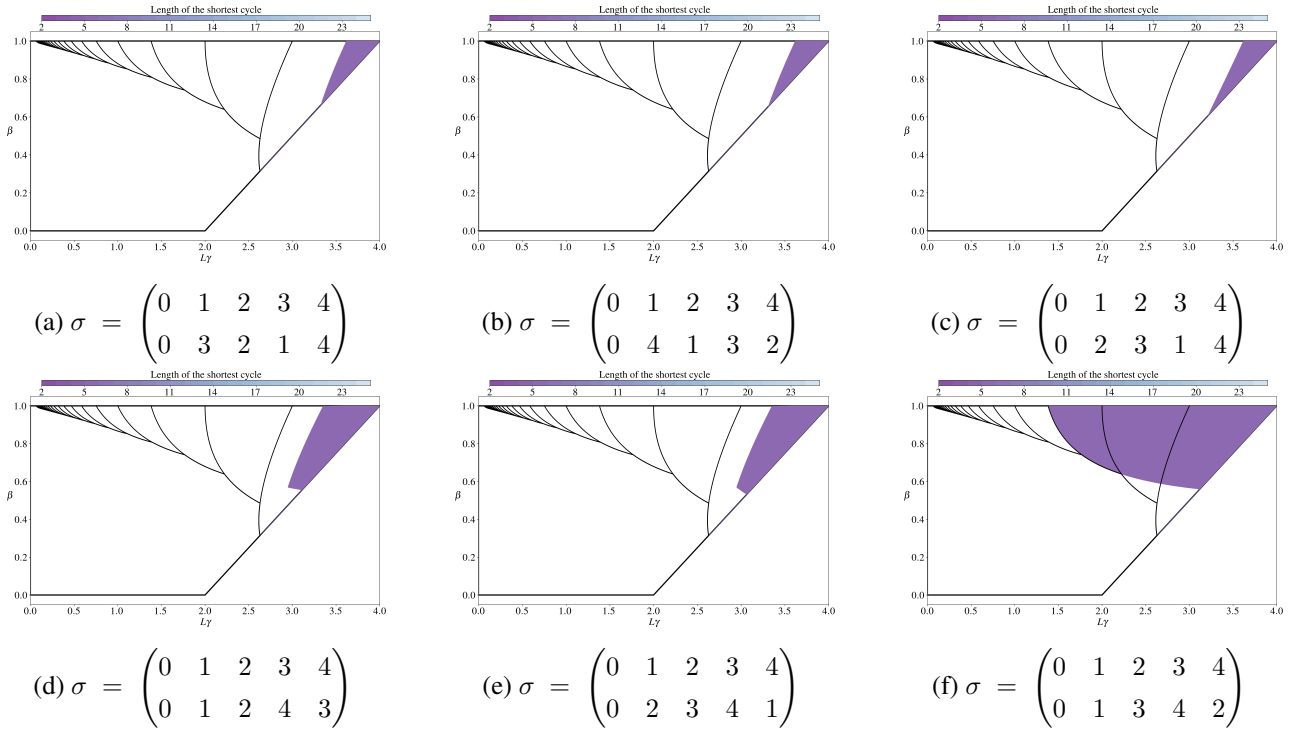 Length of the shortest cycle Length of the shortest cycle Length of the shortest cycle
2 5 8 11 14 17 20 23 2 5 8 11 14 17 20 23 2 5 8 11 14 17 20 23
1.0 1.0 1.0
0.8 0.8 0.8
0.6 0.6 0.6
β β β
0.4 0.4 0.4
0.2 0.2 0.2
0.0 0.0 0.0
0.0 0.5 1.0 1.5 2.0 2.5 3.0 3.5 4.0 0.0 0.5 1.0 1.5 2.0 2.5 3.0 3.5 4.0 0.0 0.5 1.0 1.5 2.0 2.5 3.0 3.5 4.0
Lγ Lγ Lγ
0 1 2 3 4 0 1 2 3 4 0 1 2 3 4
(a) σ = (b) σ = (c) σ =
0 3 2 1 4 0 4 1 3 2 0 2 3 1 4
Length of the shortest cycle Length of the shortest cycle Length of the shortest cycle
2 5 8 11 14 17 20 23 2 5 8 11 14 17 20 23 2 5 8 11 14 17 20 23
1.0 1.0 1.0
0.8 0.8 0.8
0.6 0.6 0.6
β β β
0.4 0.4 0.4
0.2 0.2 0.2
0.0 0.0 0.0
0.0 0.5 1.0 1.5 2.0 2.5 3.0 3.5 4.0 0.0 0.5 1.0 1.5 2.0 2.5 3.0 3.5 4.0 0.0 0.5 1.0 1.5 2.0 2.5 3.0 3.5 4.0
Lγ Lγ Lγ
0 1 2 3 4 0 1 2 3 4 0 1 2 3 4
(d) σ = (e) σ = (f) σ =
0 1 2 4 3 0 2 3 4 1 0 1 3 4 2